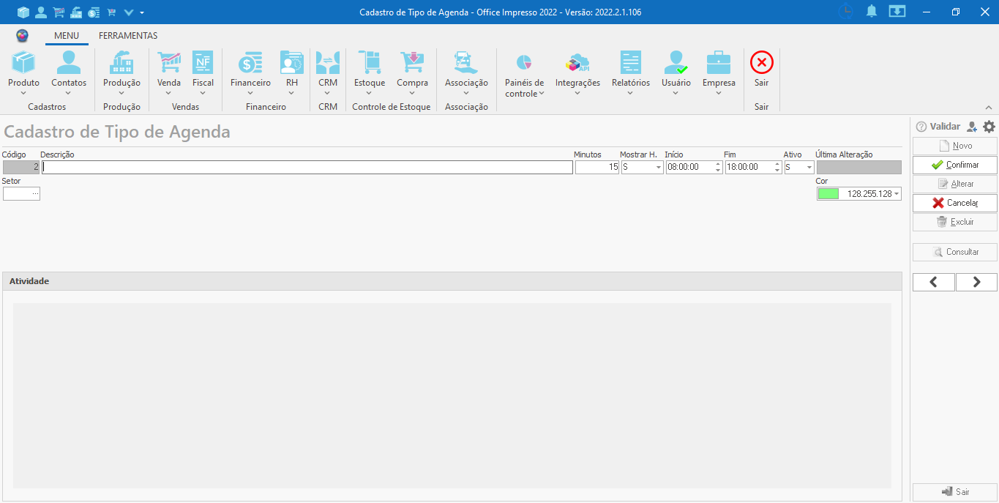 Cadastro de Tipo de Agenda - Office Impresso 2022 - Versão: 2022.2.1.106
MENU FERRAMENTAS
NF API
Produto Contatos Produção Venda Fiscal Financeiro RH CRM Estoque Compra Associação Painéis de controle Integrações Relatórios Usuário Empresa Sair
Cadastros Produção Vendas Financeiro CRM Controle de Estoque Associação Sair
Cadastro de Tipo de Agenda
Validar
Novo
Código Descrição Minutos Mostrar H. Início Fim Ativo Última Alteração
2 15 S 08:00:00 18:00:00 S
Confirmar
Setor Cor
... 128.255.128
Alterar
Cancelar
Excluir
Consultar
Atividade
Sair